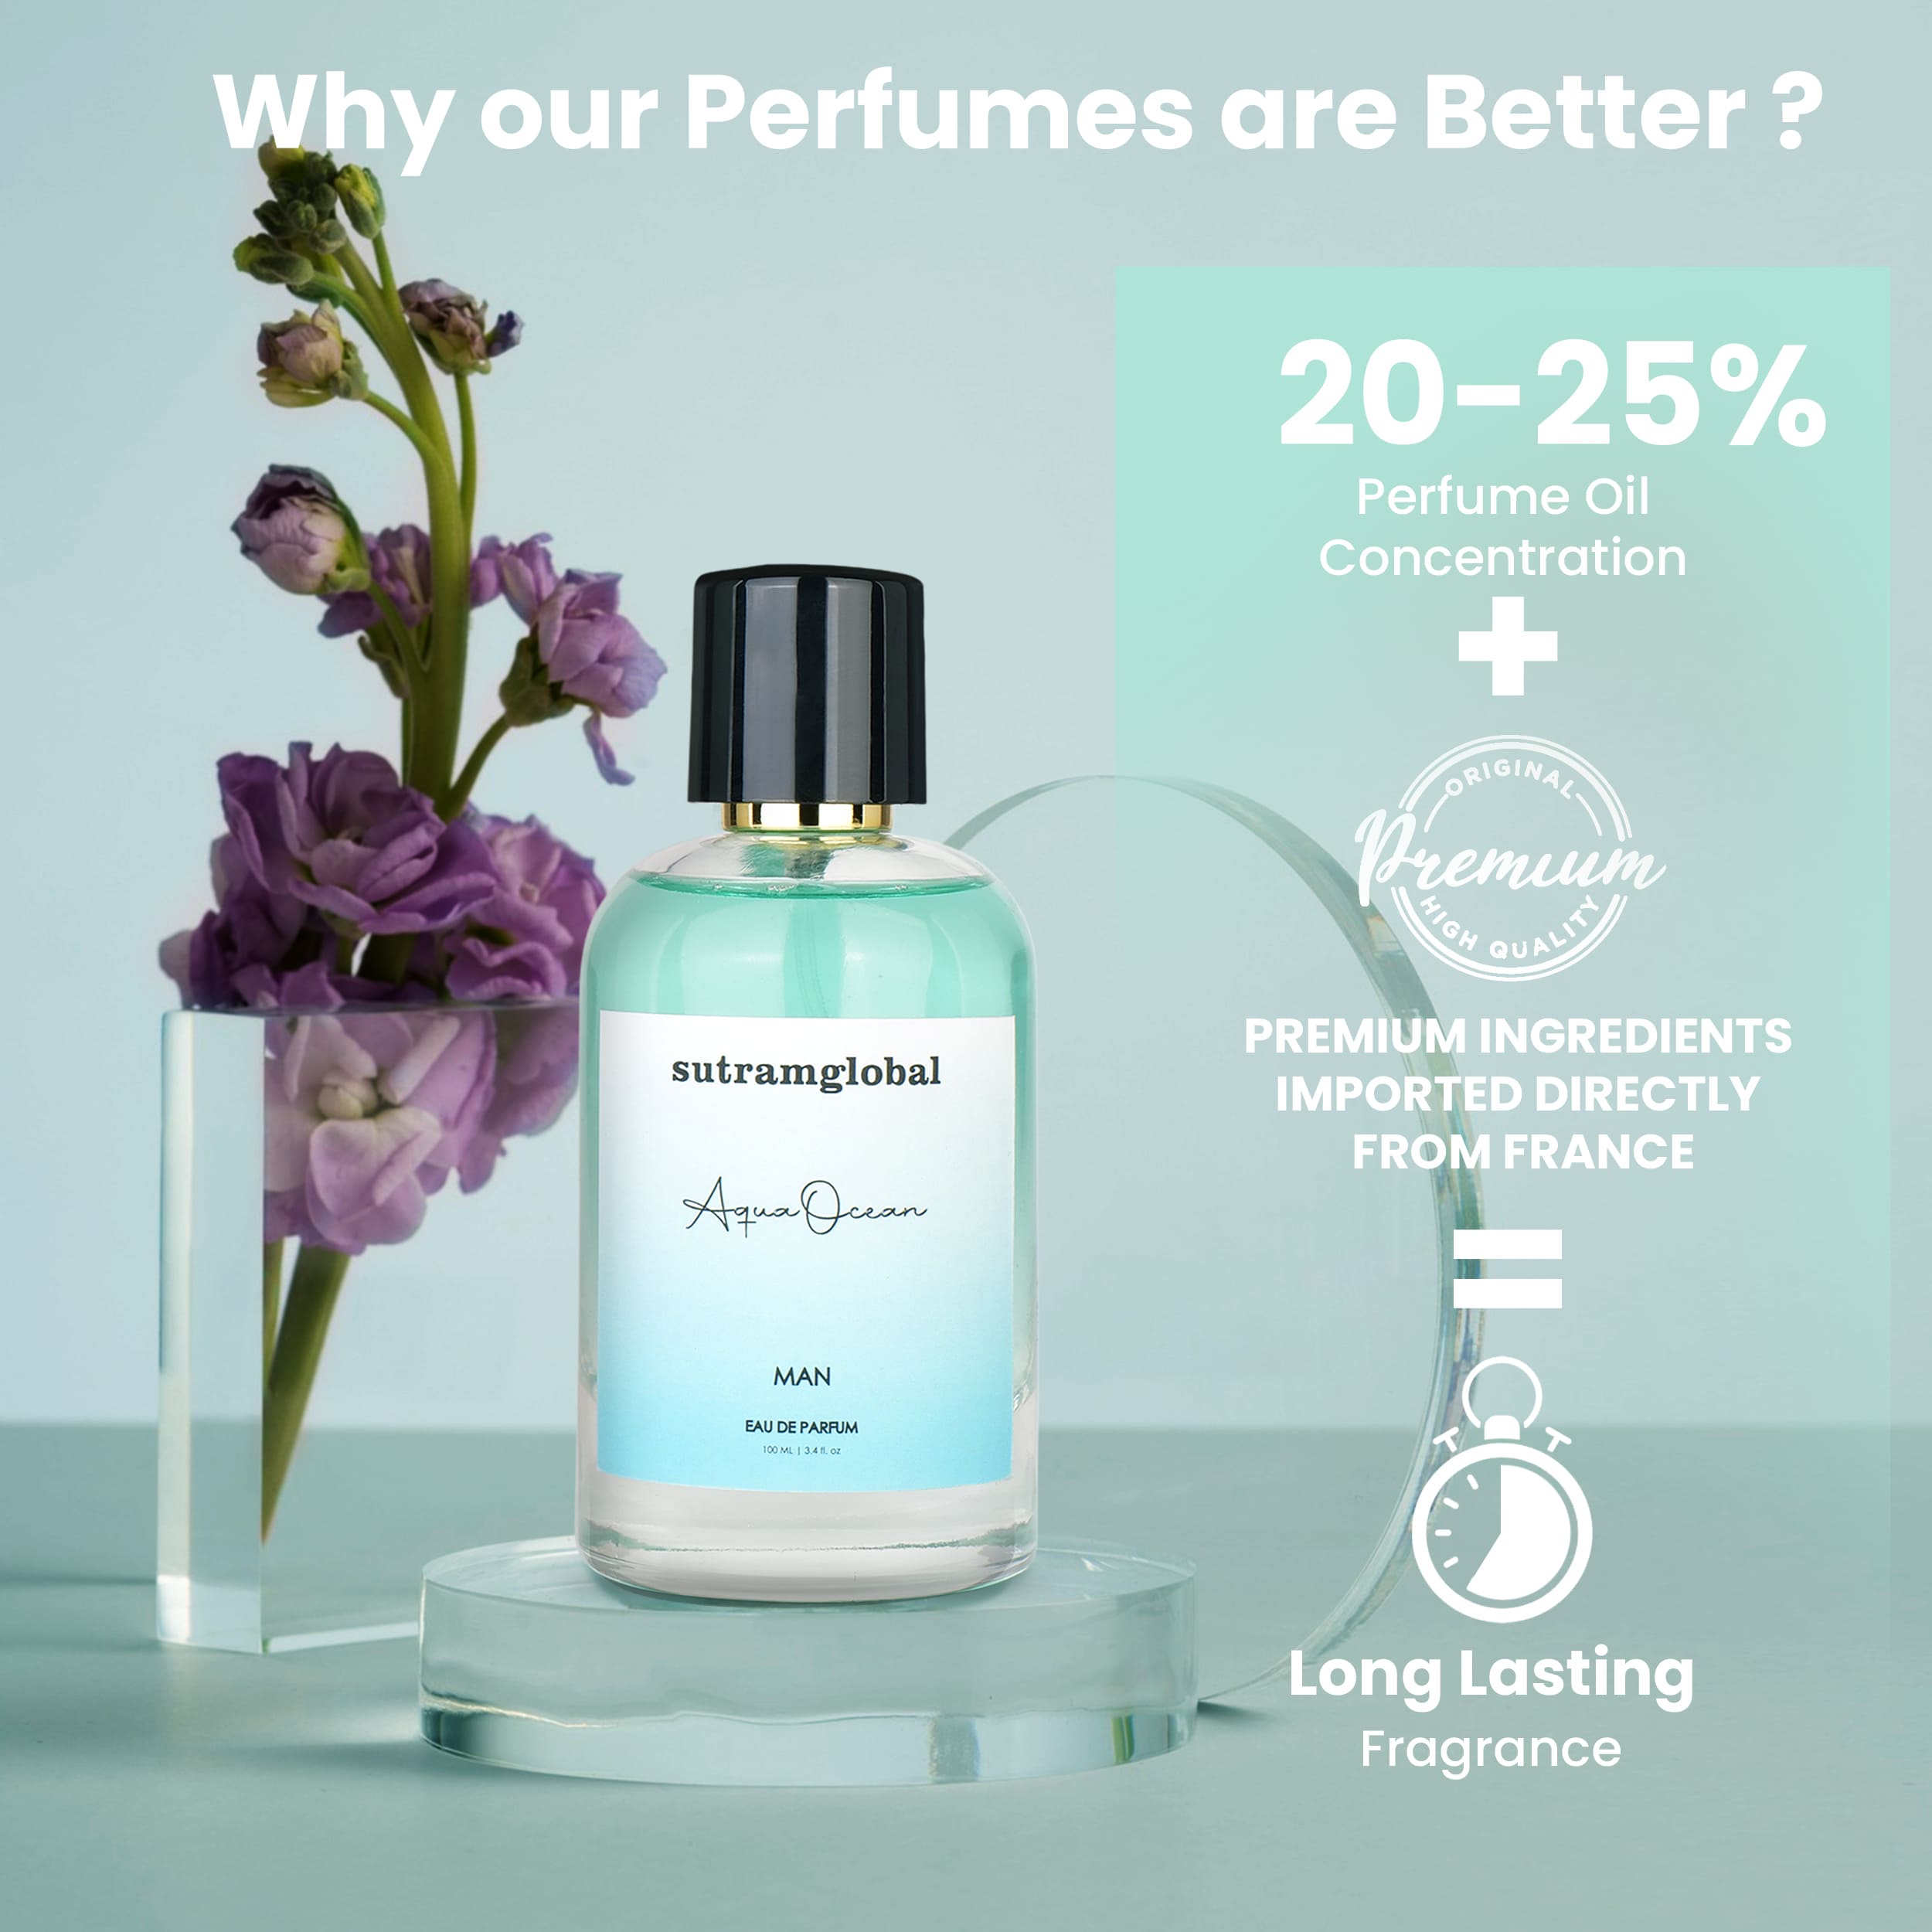 Why our Perfumes are Better ?
20-25%
Perfume Oil
Concentration
ORIGINAL
Premium
HIGH QUALITY
PREMIUM INGREDIENTS
IMPORTED DIRECTLY
FROM FRANCE
Long Lasting
Fragrance
sutramglobal
Aqua Ocean
MAN
EAU DE PARFUM
100 ML | 3.4 fl. oz